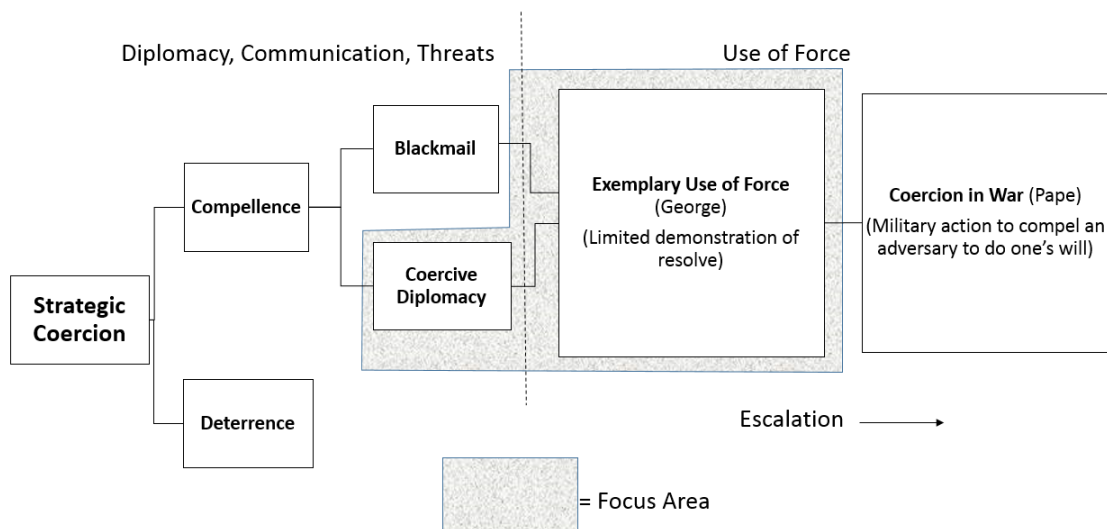 Diplomacy, Communication, Threats
Use of Force
Blackmail
Compellence
Exemplary Use of Force
(George)
(Limited demonstration of
resolve)
Coercion in War (Pape)
(Military action to compel an
adversary to do one's will)
Coercive
Diplomacy
Strategic
Coercion
Deterrence
Escalation
= Focus Area